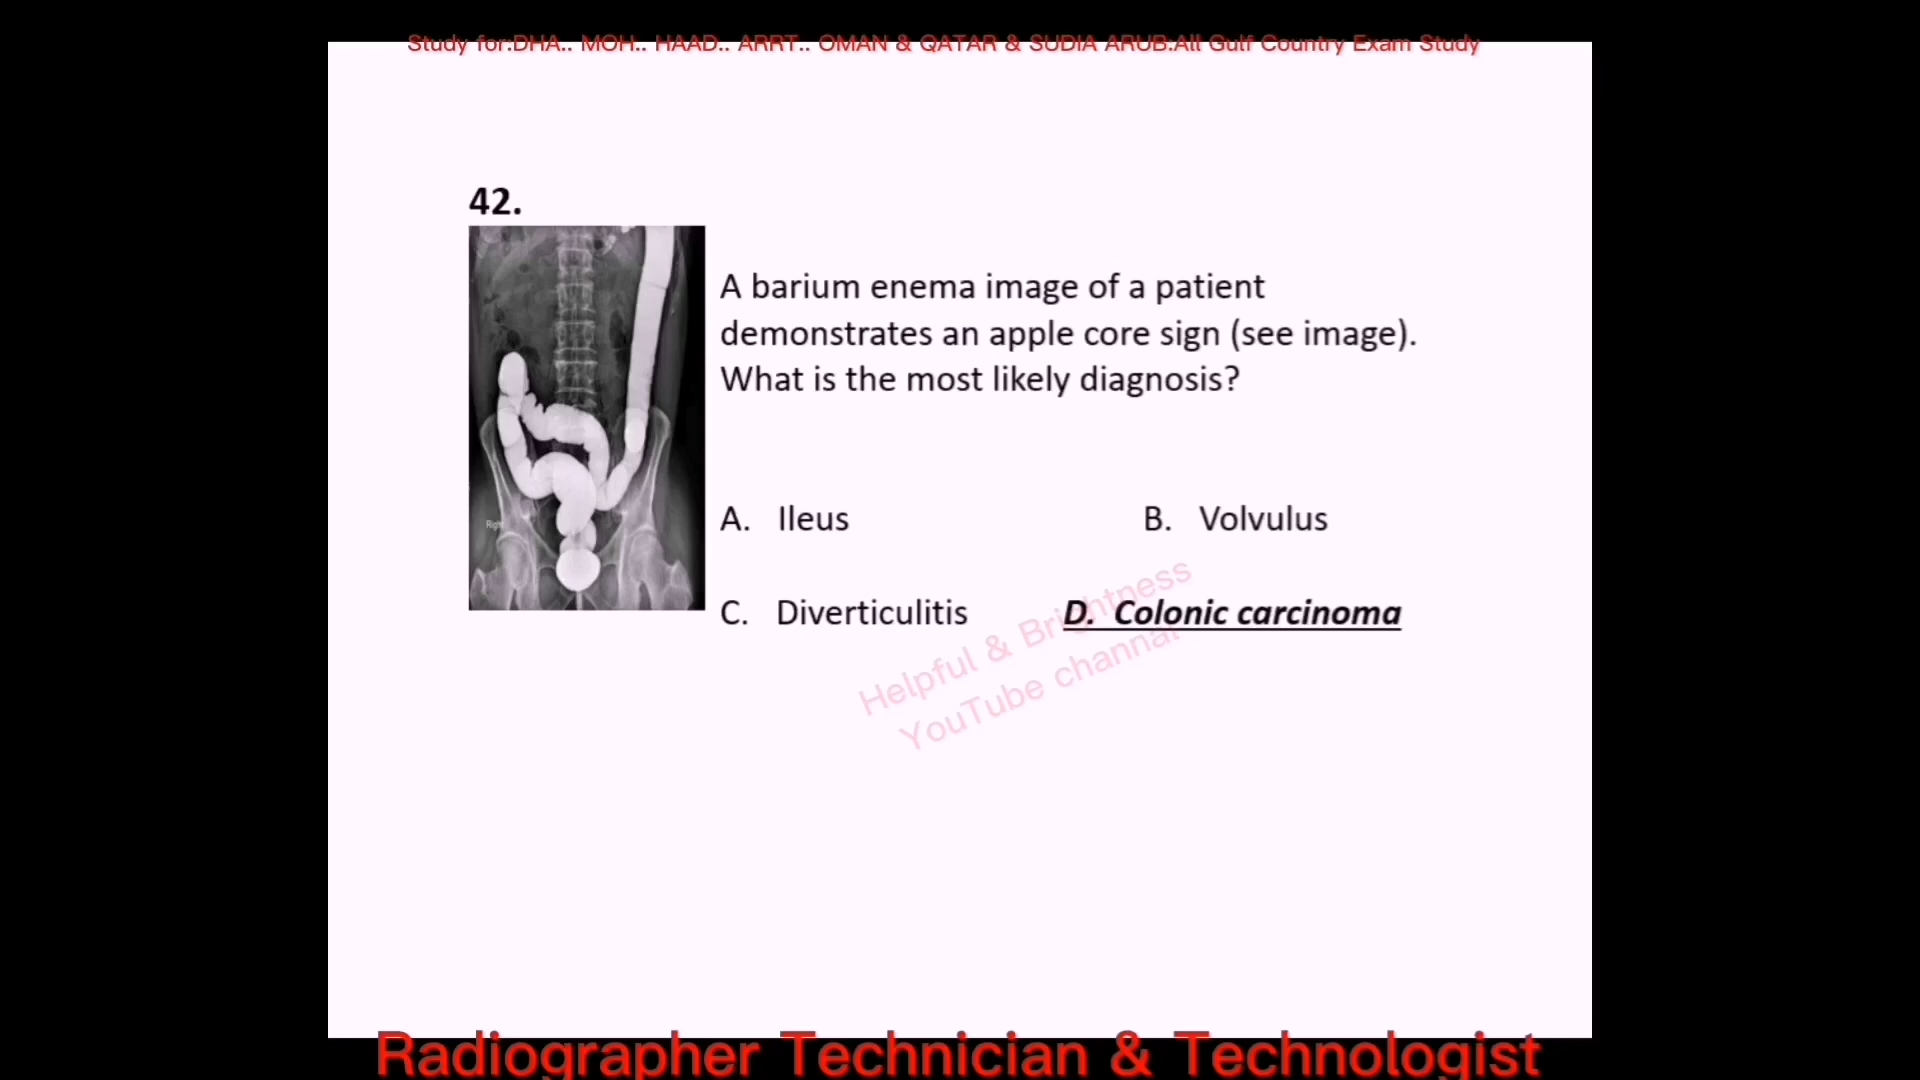 Study for:DHA.. MOH.. HAAD.. ARRT.. OMAN & QATAR & SUDIA ARUB:All Gulf Country Exam Study
42.
A barium enema image of a patient
demonstrates an apple core sign (see image).
What is the most likely diagnosis?
Right
A. Ileus
B. Volvulus
C. Diverticulitis
D. Colonic carcinoma
Helpful & Brightness
YouTube channal
Radiographer Technician & Technologist